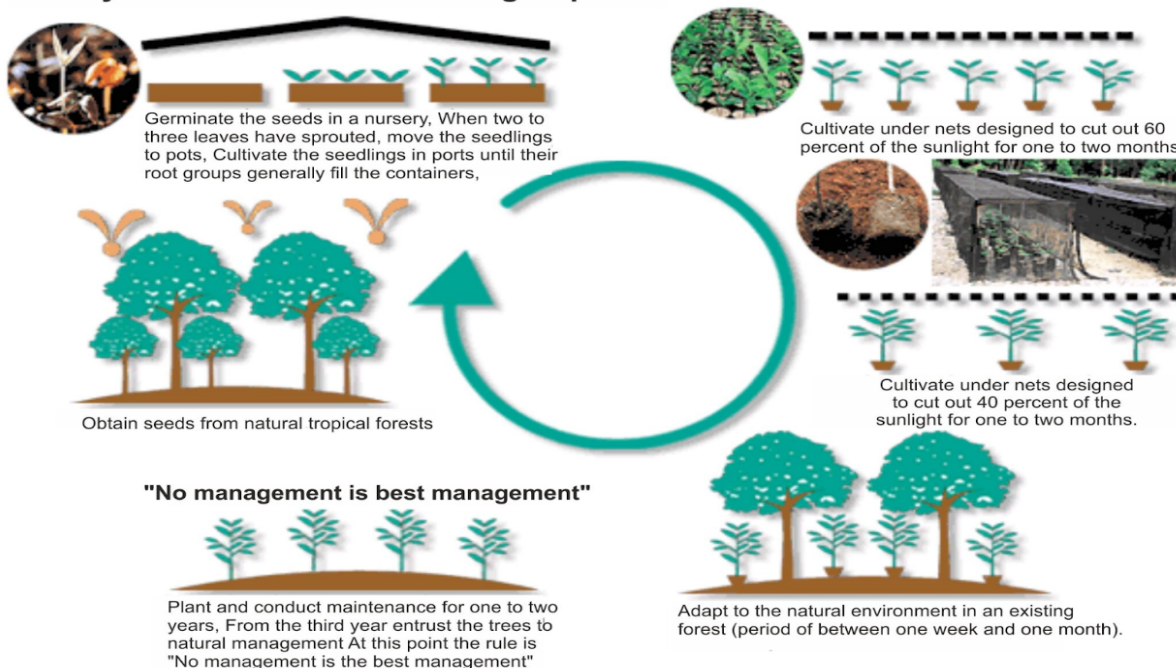 Germinate the seeds in a nursery, When two to
three leaves have sprouted, move the seedlings
to pots, Cultivate the seedlings in ports until their
root groups generally fill the containers,
Cultivate under nets designed to cut out 60
percent of the sunlight for one to two months
Cultivate under nets designed
to cut out 40 percent of the
sunlight for one to two months.
Adapt to the natural environment in an existing
forest (period of between one week and one month).
"No management is best management"
Plant and conduct maintenance for one to two
years, From the third year entrust the trees to
natural management At this point the rule is
"No management is the best management"
Obtain seeds from natural tropical forests